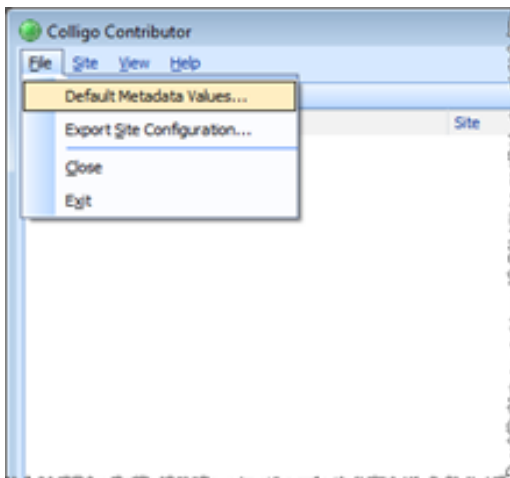 Colligo Contributor
File Site View Help
Default Metadata Values...
Site
Export Site Configuration...
Close
Exit